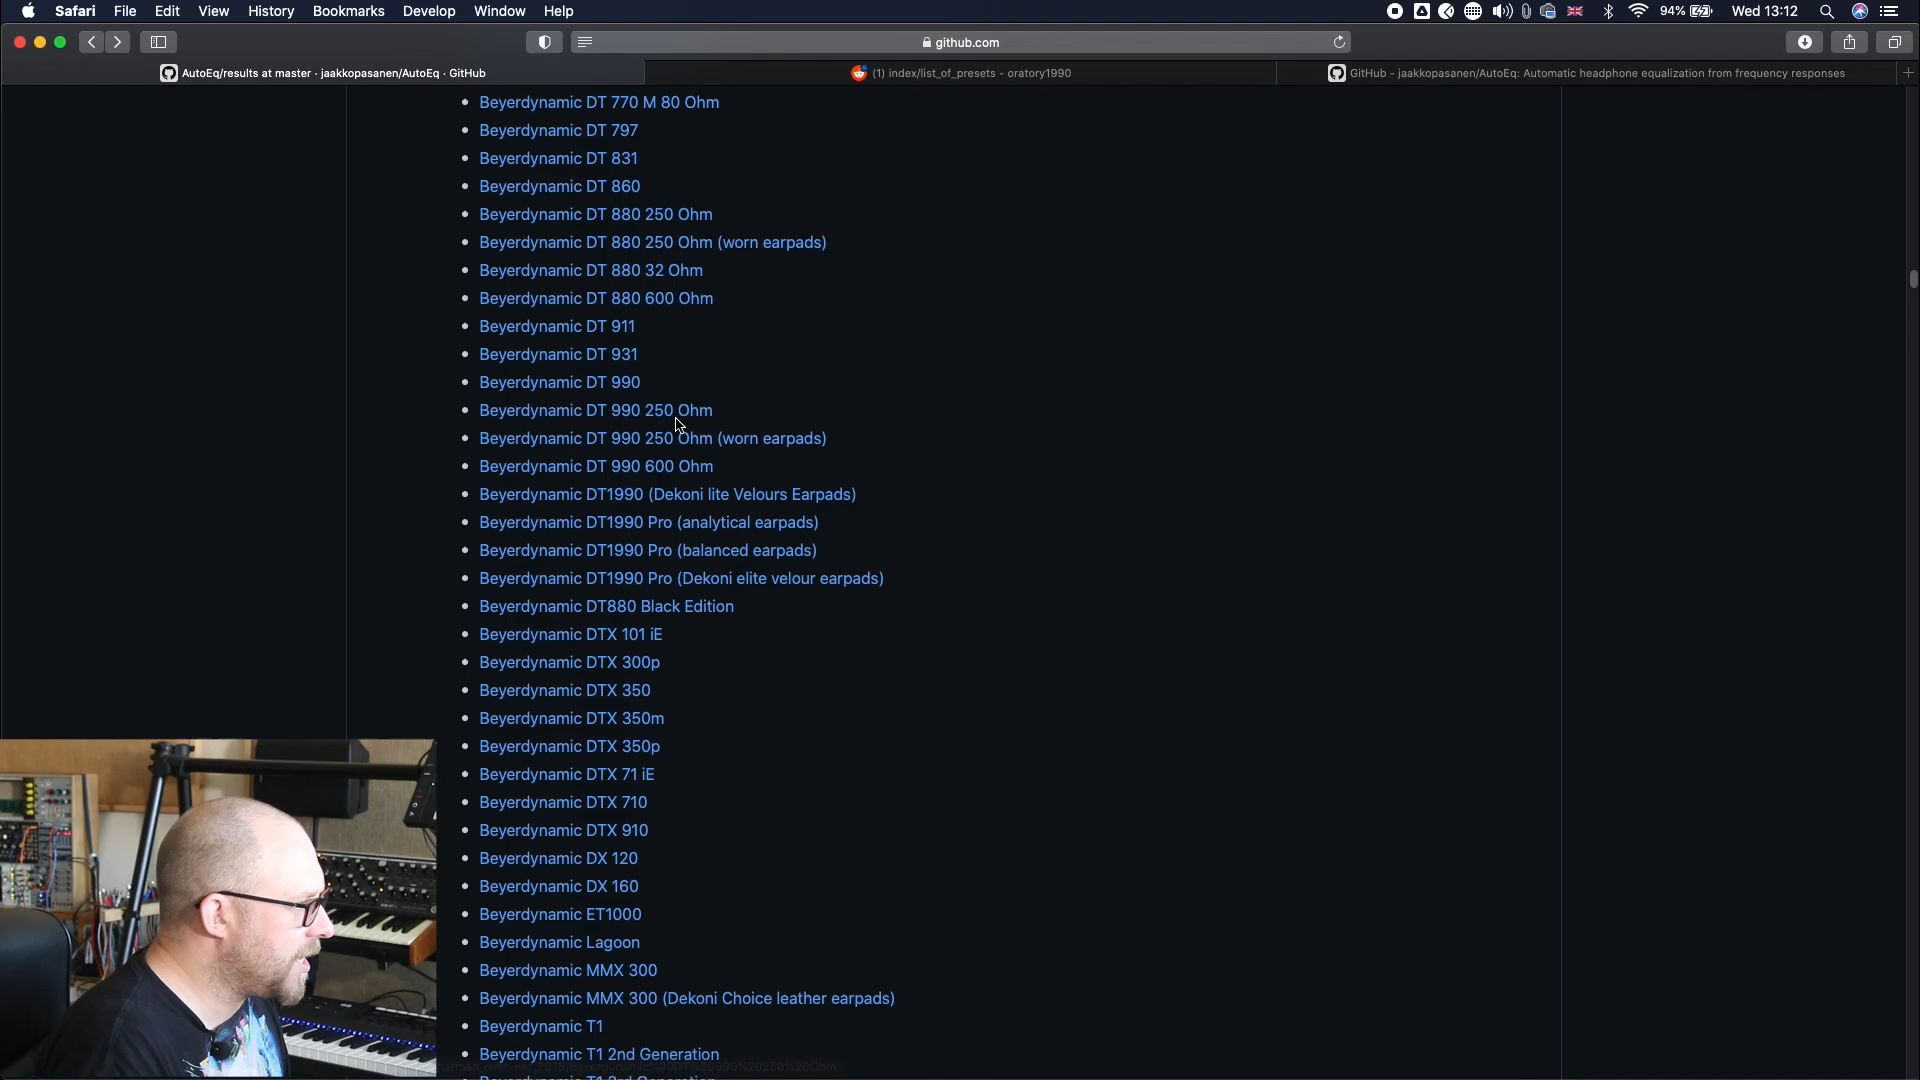 Safari File Edit View History Bookmarks Develop Window Help 94% Wed 13:12
github.com
AutoEq/results at master · jaakkopasanen/AutoEq · GitHub
(1) index/list_of_presets - oratory1990
GitHub - jaakkopasanen/AutoEq: Automatic headphone equalization from frequency responses
Beyerdynamic DT 770 M 80 Ohm
Beyerdynamic DT 797
Beyerdynamic DT 831
Beyerdynamic DT 860
Beyerdynamic DT 880 250 Ohm
Beyerdynamic DT 880 250 Ohm (worn earpads)
Beyerdynamic DT 880 32 Ohm
Beyerdynamic DT 880 600 Ohm
Beyerdynamic DT 911
Beyerdynamic DT 931
Beyerdynamic DT 990
Beyerdynamic DT 990 250 Ohm
Beyerdynamic DT 990 250 Ohm (worn earpads)
Beyerdynamic DT 990 600 Ohm
Beyerdynamic DT1990 (Dekoni lite Velours Earpads)
Beyerdynamic DT1990 Pro (analytical earpads)
Beyerdynamic DT1990 Pro (balanced earpads)
Beyerdynamic DT1990 Pro (Dekoni elite velour earpads)
Beyerdynamic DT880 Black Edition
Beyerdynamic DTX 101 iE
Beyerdynamic DTX 300p
Beyerdynamic DTX 350
Beyerdynamic DTX 350m
Beyerdynamic DTX 350p
Beyerdynamic DTX 71 iE
Beyerdynamic DTX 710
Beyerdynamic DTX 910
Beyerdynamic DX 120
Beyerdynamic DX 160
Beyerdynamic ET1000
Beyerdynamic Lagoon
Beyerdynamic MMX 300
Beyerdynamic MMX 300 (Dekoni Choice leather earpads)
Beyerdynamic T1
Beyerdynamic T1 2nd Generation